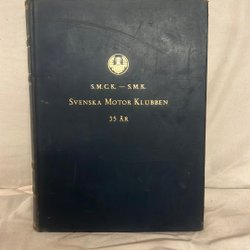 S.M.C.K. — S.M.K.
SVENSKA MOTOR KLUBBEN
35 ÅR